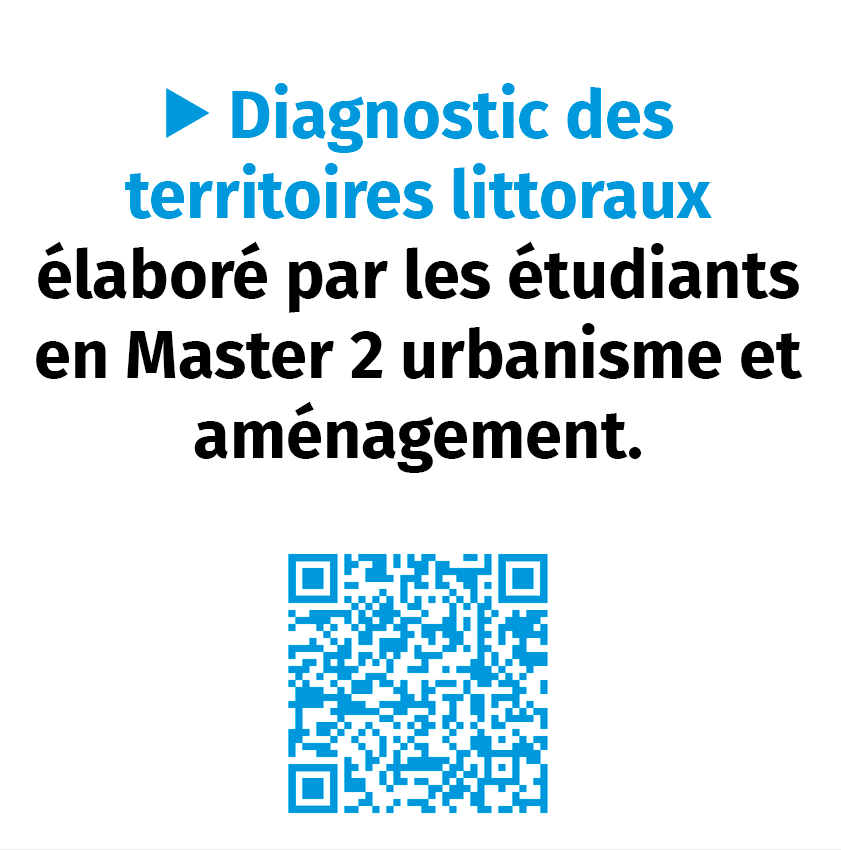 ▶ Diagnostic des
territoires littoraux
élaboré par les étudiants
en Master 2 urbanisme et
aménagement.